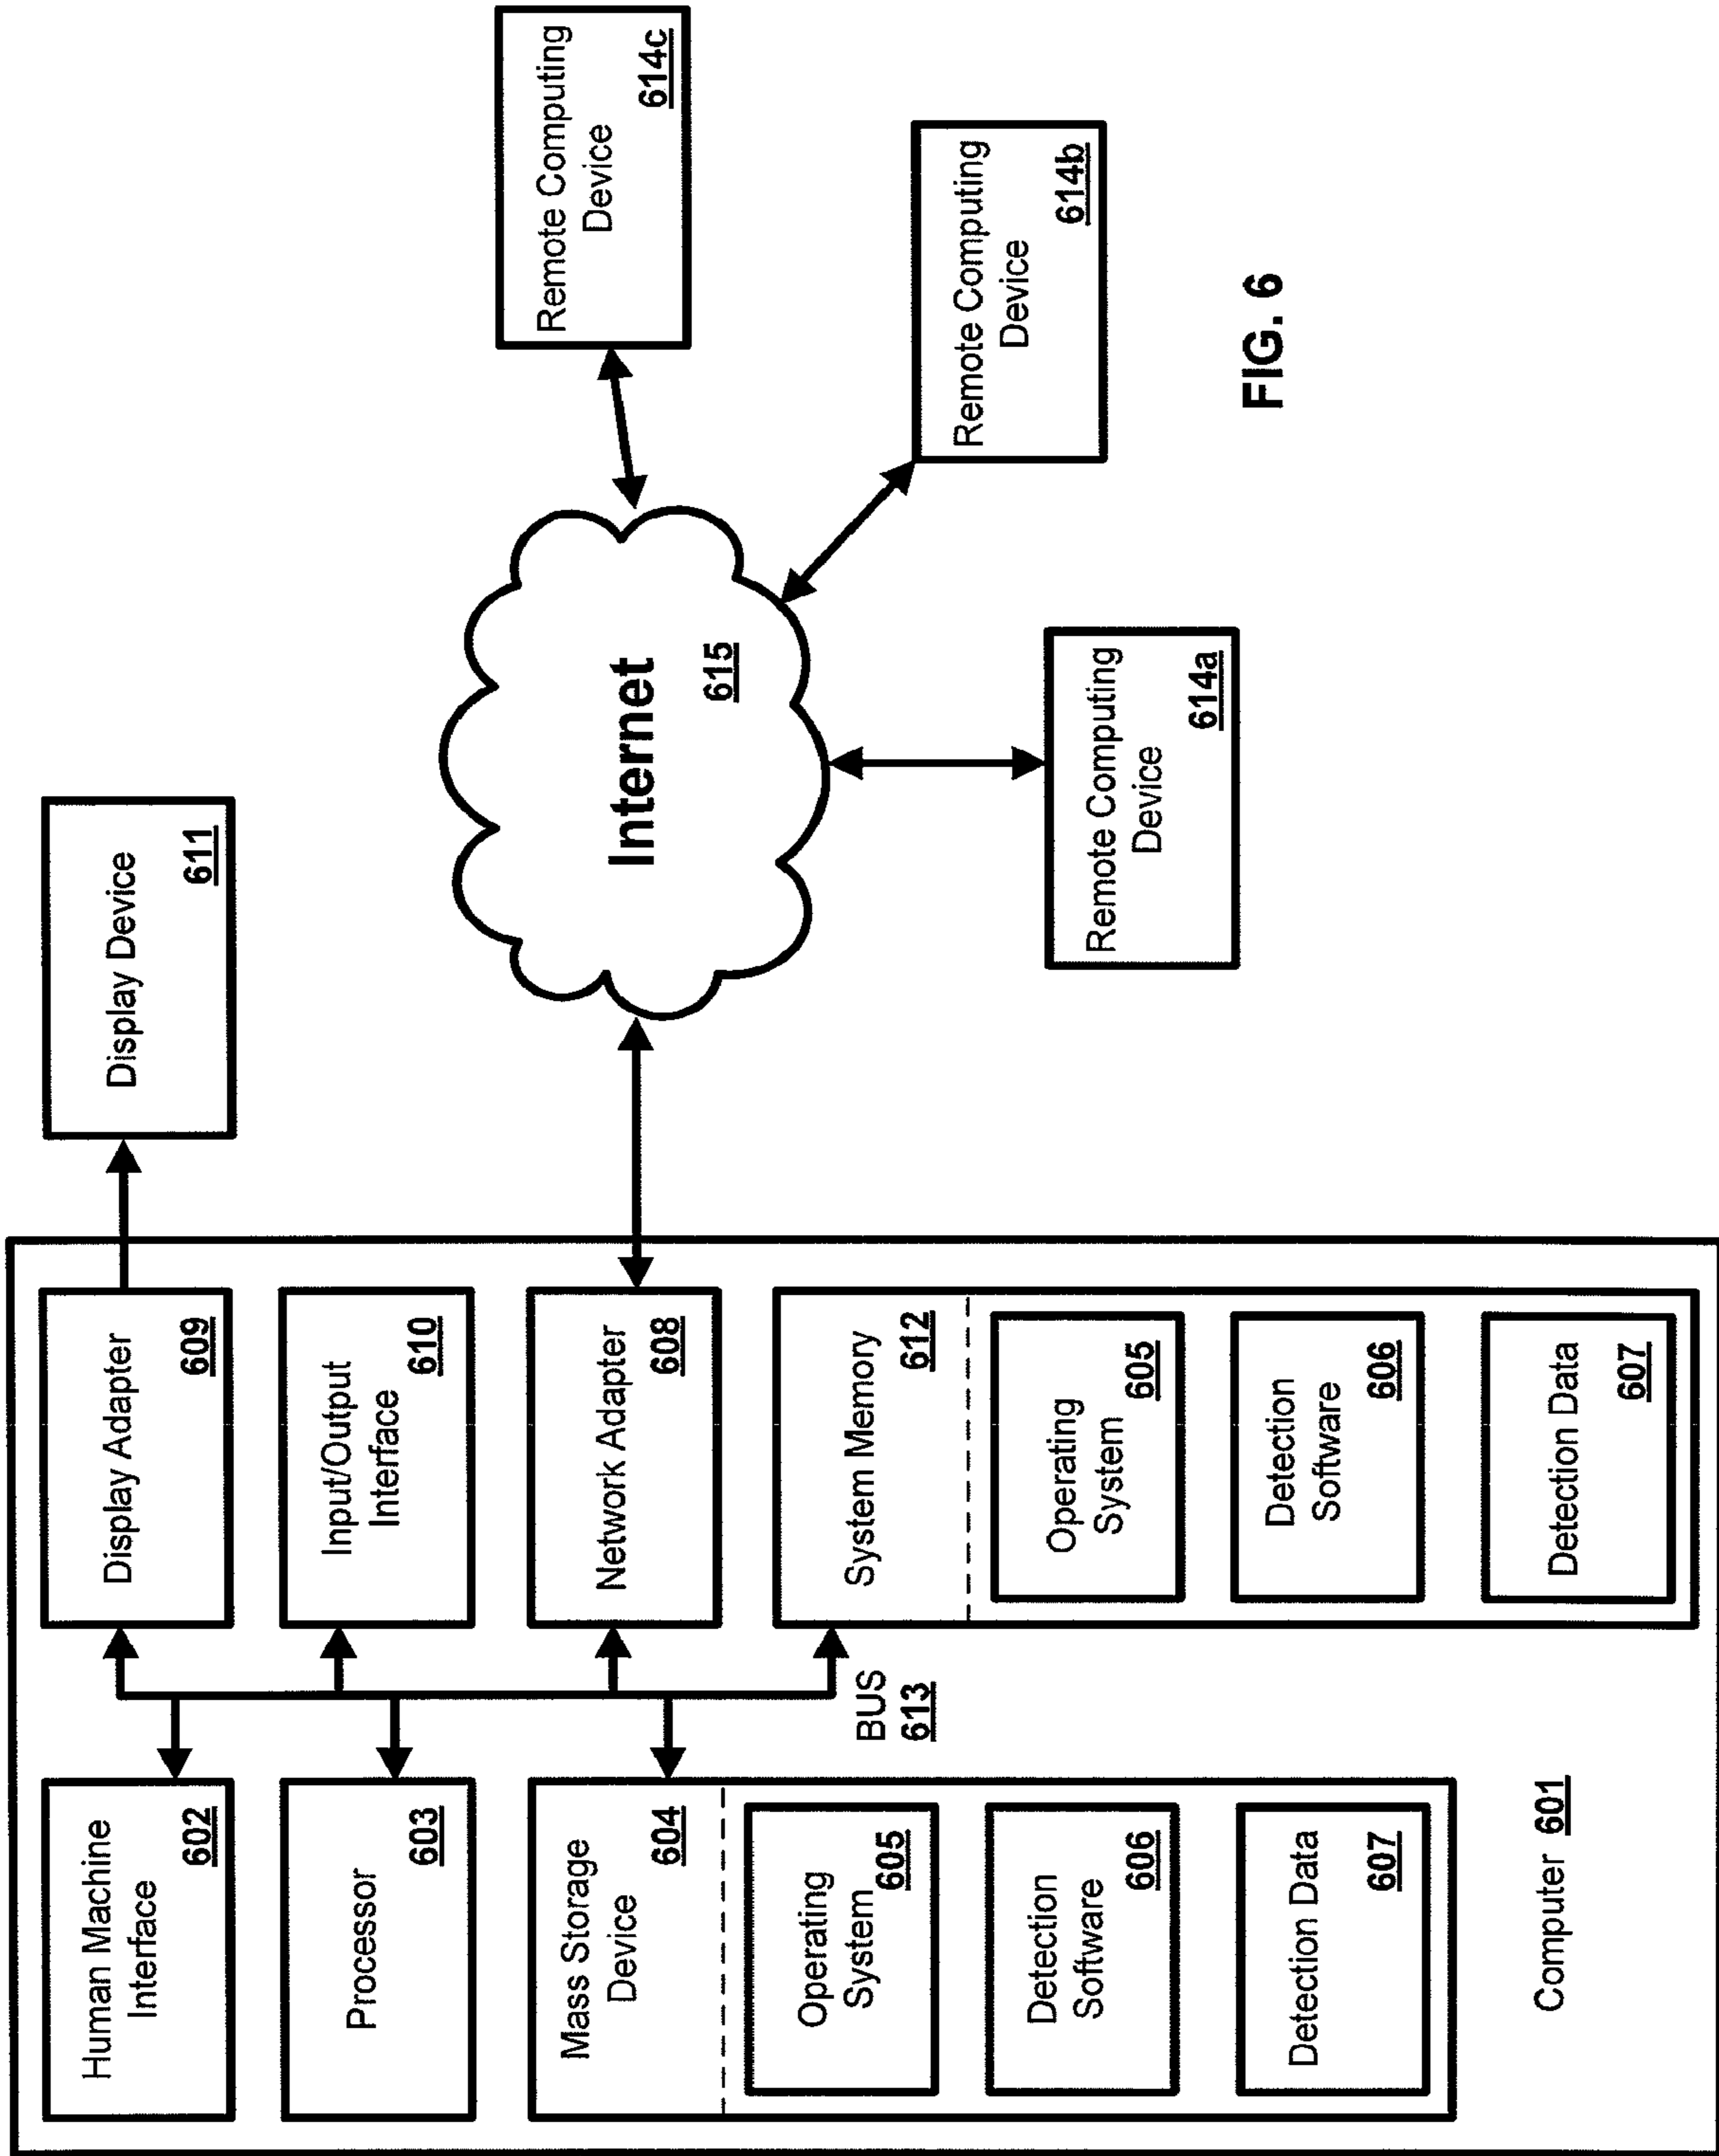 Human Machine
Interface
602
Processor
603
Mass Storage
Device
604
Operating
System
605
Detection
Software
606
Detection Data
607
Computer 601
BUS
613
Display Adapter
609
Input/Output
Interface
610
Network Adapter
608
System Memory
612
Operating
System
605
Detection
Software
606
Detection Data
607
Display Device
611
Internet
615
Remote Computing
Device
614a
Remote Computing
Device
614b
Remote Computing
Device
614c
FIG. 6